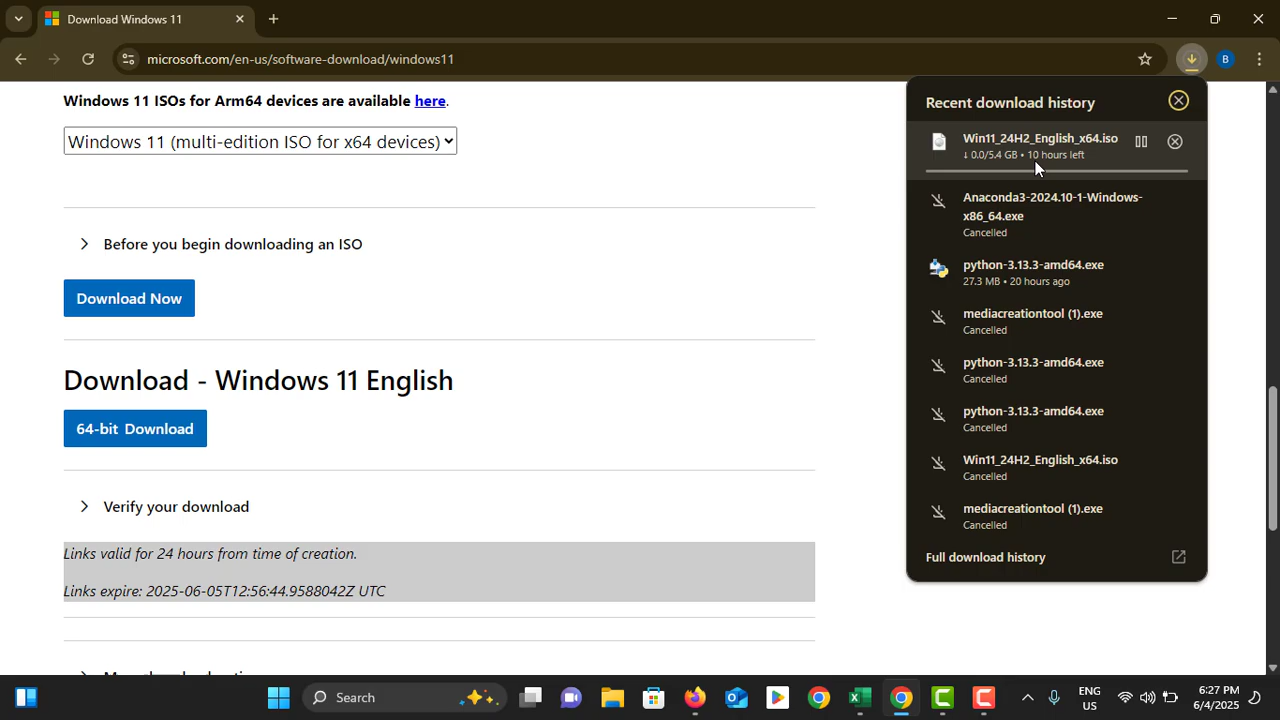 Download Windows 11
microsoft.com/en-us/software-download/windows11
B
Windows 11 ISOs for Arm64 devices are available here.
Windows 11 (multi-edition ISO for x64 devices)
Before you begin downloading an ISO
Download Now
Download - Windows 11 English
64-bit Download
Verify your download
Links valid for 24 hours from time of creation.
Links expire: 2025-06-05T12:56:44.9588042Z UTC
Recent download history
Win11_24H2_English_x64.iso
↓ 0.0/5.4 GB • 10 hours left
Anaconda3-2024.10-1-Windows-
x86_64.exe
Cancelled
python-3.13.3-amd64.exe
27.3 MB • 20 hours ago
mediacreationtool (1).exe
Cancelled
python-3.13.3-amd64.exe
Cancelled
python-3.13.3-amd64.exe
Cancelled
Win11_24H2_English_x64.iso
Cancelled
mediacreationtool (1).exe
Cancelled
Full download history
Search
ENG
US
6:27 PM
6/4/2025